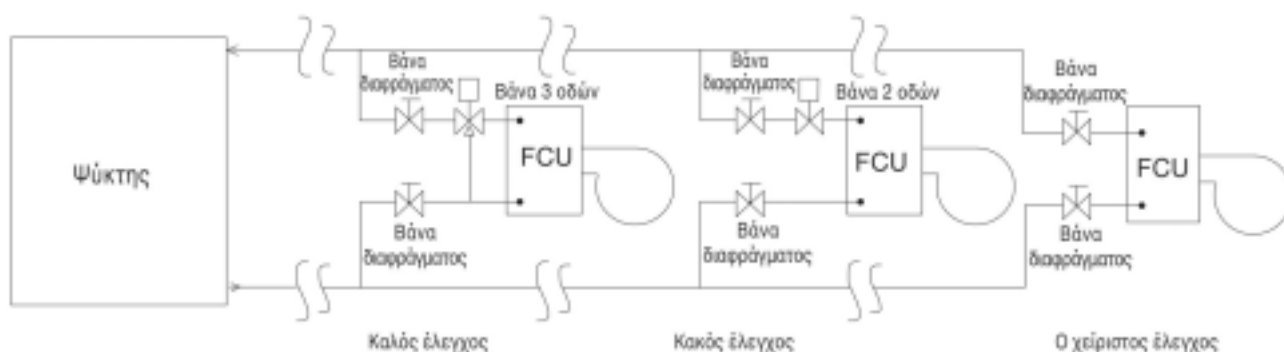 Ψύκτης
Βάνα
διαφράγματος
Βάνα 3 οδών
FCU
Βάνα
διαφράγματος
Βάνα
διαφράγματος
Βάνα 2 οδών
FCU
Βάνα
διαφράγματος
Βάνα
διαφράγματος
FCU
Βάνα
διαφράγματος
Καλός έλεγχος
Κακός έλεγχος
Ο χείριστος έλεγχος